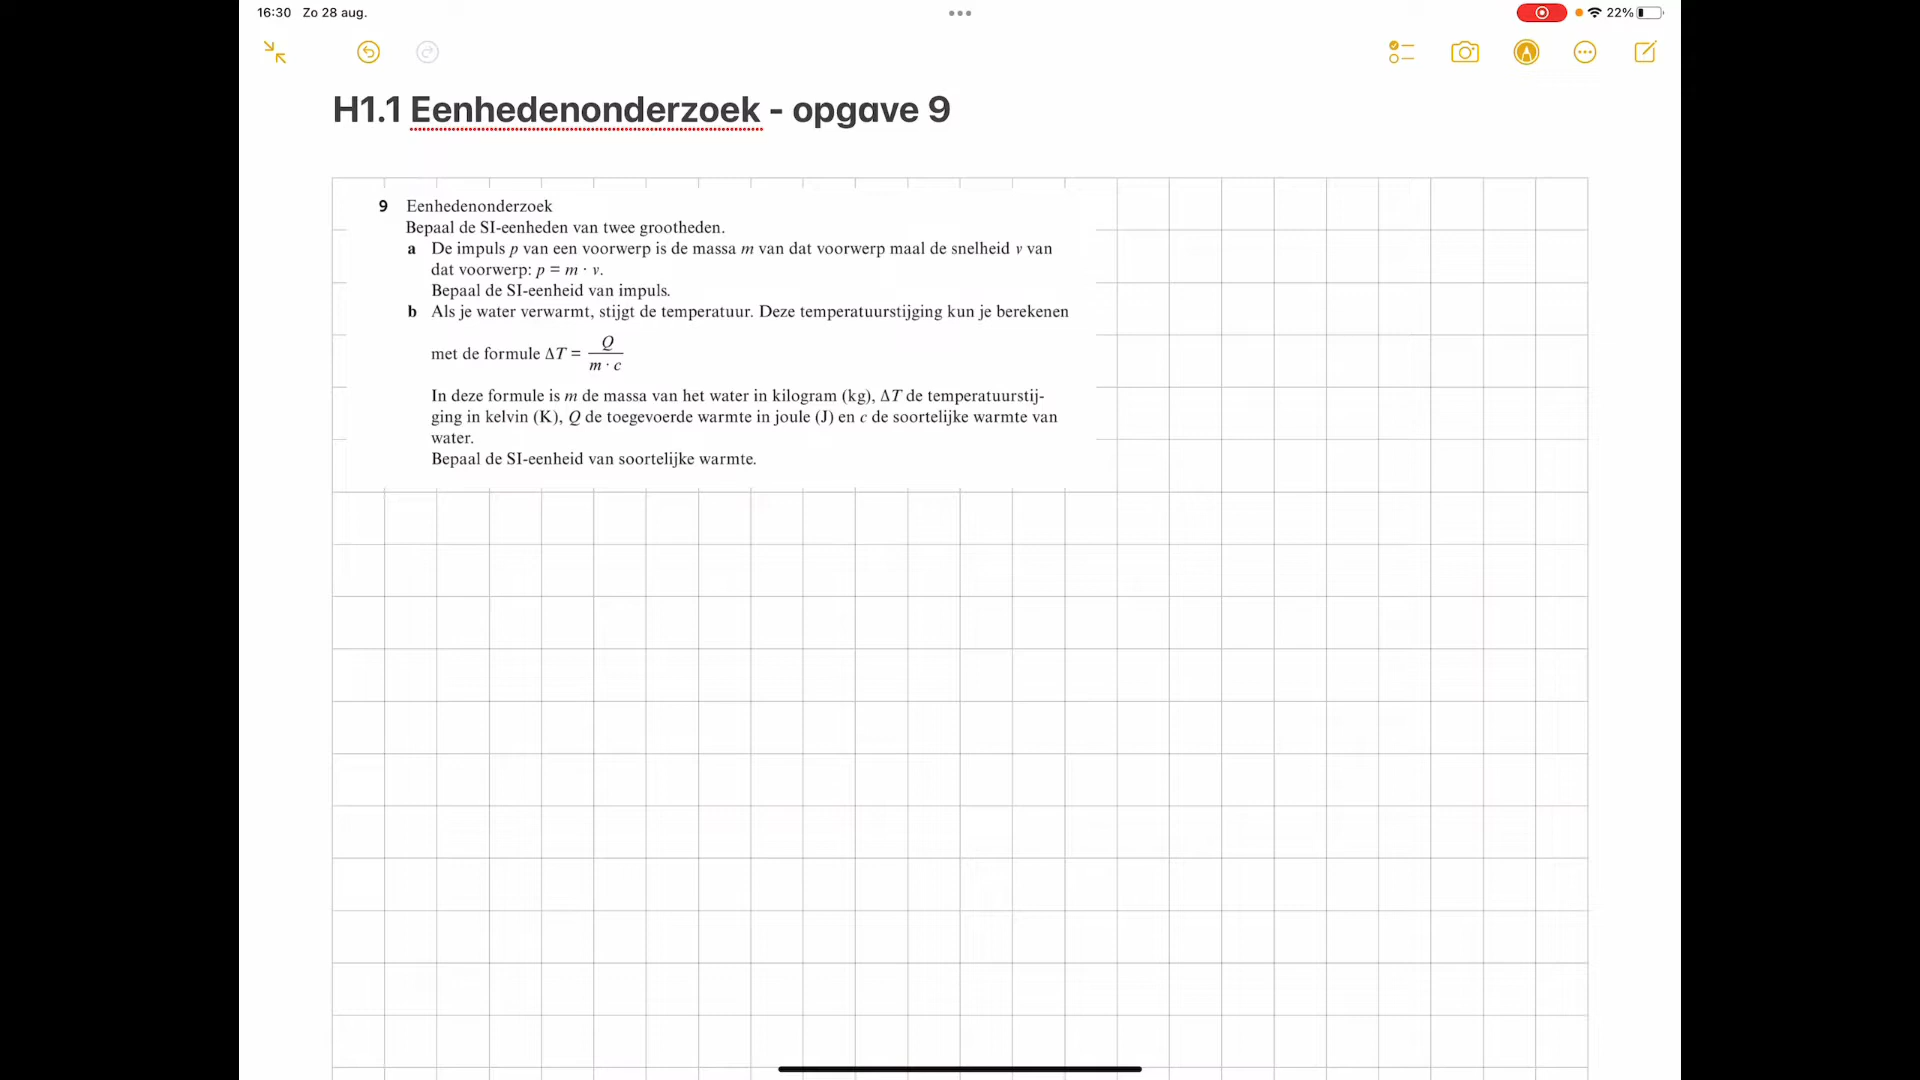 16:30 Zo 28 aug.
22%
H1.1 Eenhedenonderzoek - opgave 9
9 Eenhedenonderzoek
Bepaal de SI-eenheden van twee grootheden.
a De impuls p van een voorwerp is de massa m van dat voorwerp maal de snelheid v van
dat voorwerp: p = m · v.
Bepaal de SI-eenheid van impuls.
b Als je water verwarmt, stijgt de temperatuur. Deze temperatuurstijging kun je berekenen
met de formule ΔT = Q / m · c
In deze formule is m de massa van het water in kilogram (kg), ΔT de temperatuurstij-
ging in kelvin (K), Q de toegevoerde warmte in joule (J) en c de soortelijke warmte van
water.
Bepaal de SI-eenheid van soortelijke warmte.